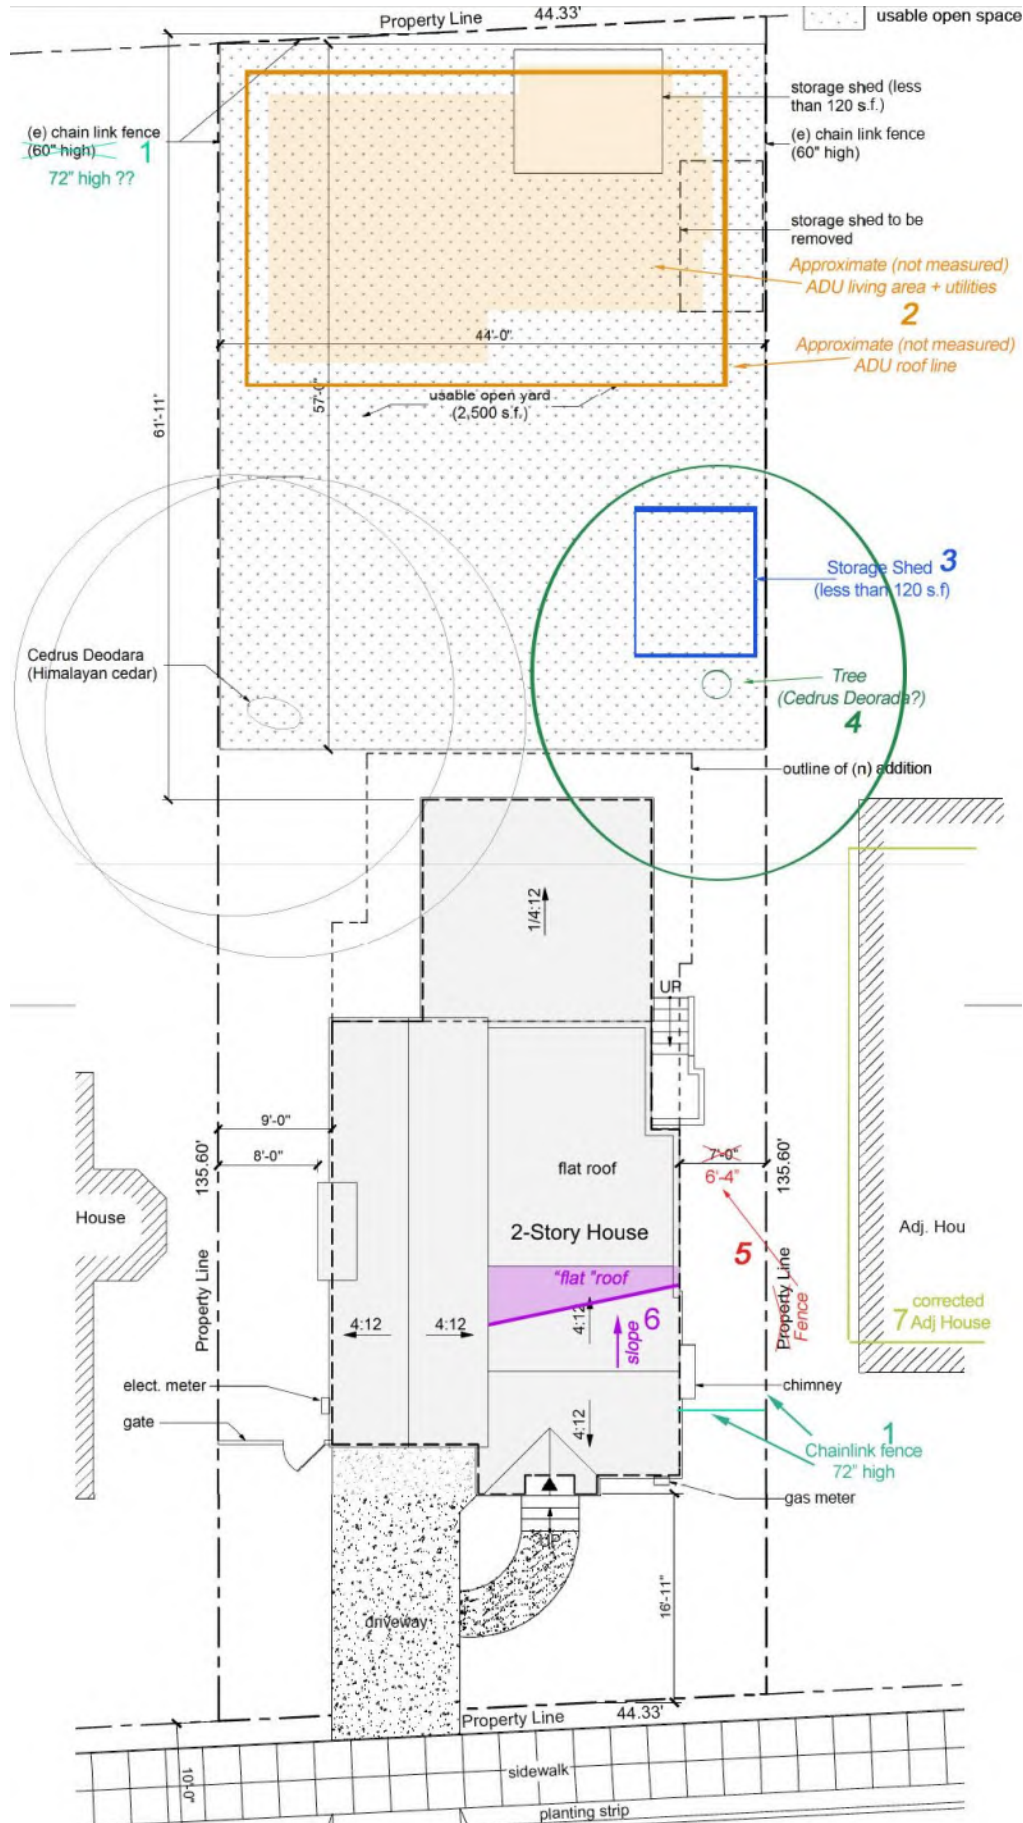 Property Line 44.33'
usable open space
storage shed (less
than 120 s.f.)
(e) chain link fence
(60" high) 1
72" high ??
(e) chain link fence
(60" high)
storage shed to be
removed
Approximate (not measured)
ADU living area + utilities
2
44'-0"
Approximate (not measured)
ADU roof line
usable open yard
(2,500 s.f.)
57'-0"
61'-11'
Storage Shed 3
(less than 120 s.f)
Cedrus Deodara
(Himalayan cedar)
Tree
(Cedrus Deorada?)
4
outline of (n) addition
1/4:12
UP
9'-0"
8'-0"
135.60'
7'-0"
6'-4"
135.60'
flat roof
House
2-Story House
Adj. Hou
5
"flat "roof
Property Line
Property Line
Fence
4:12
4:12
4:12
slope 6
corrected
7 Adj House
elect. meter
chimney
gate
4:12
1
Chainlink fence
72" high
gas meter
UP
driveway
16'-11"
Property Line 44.33'
10'-0"
sidewalk
planting strip